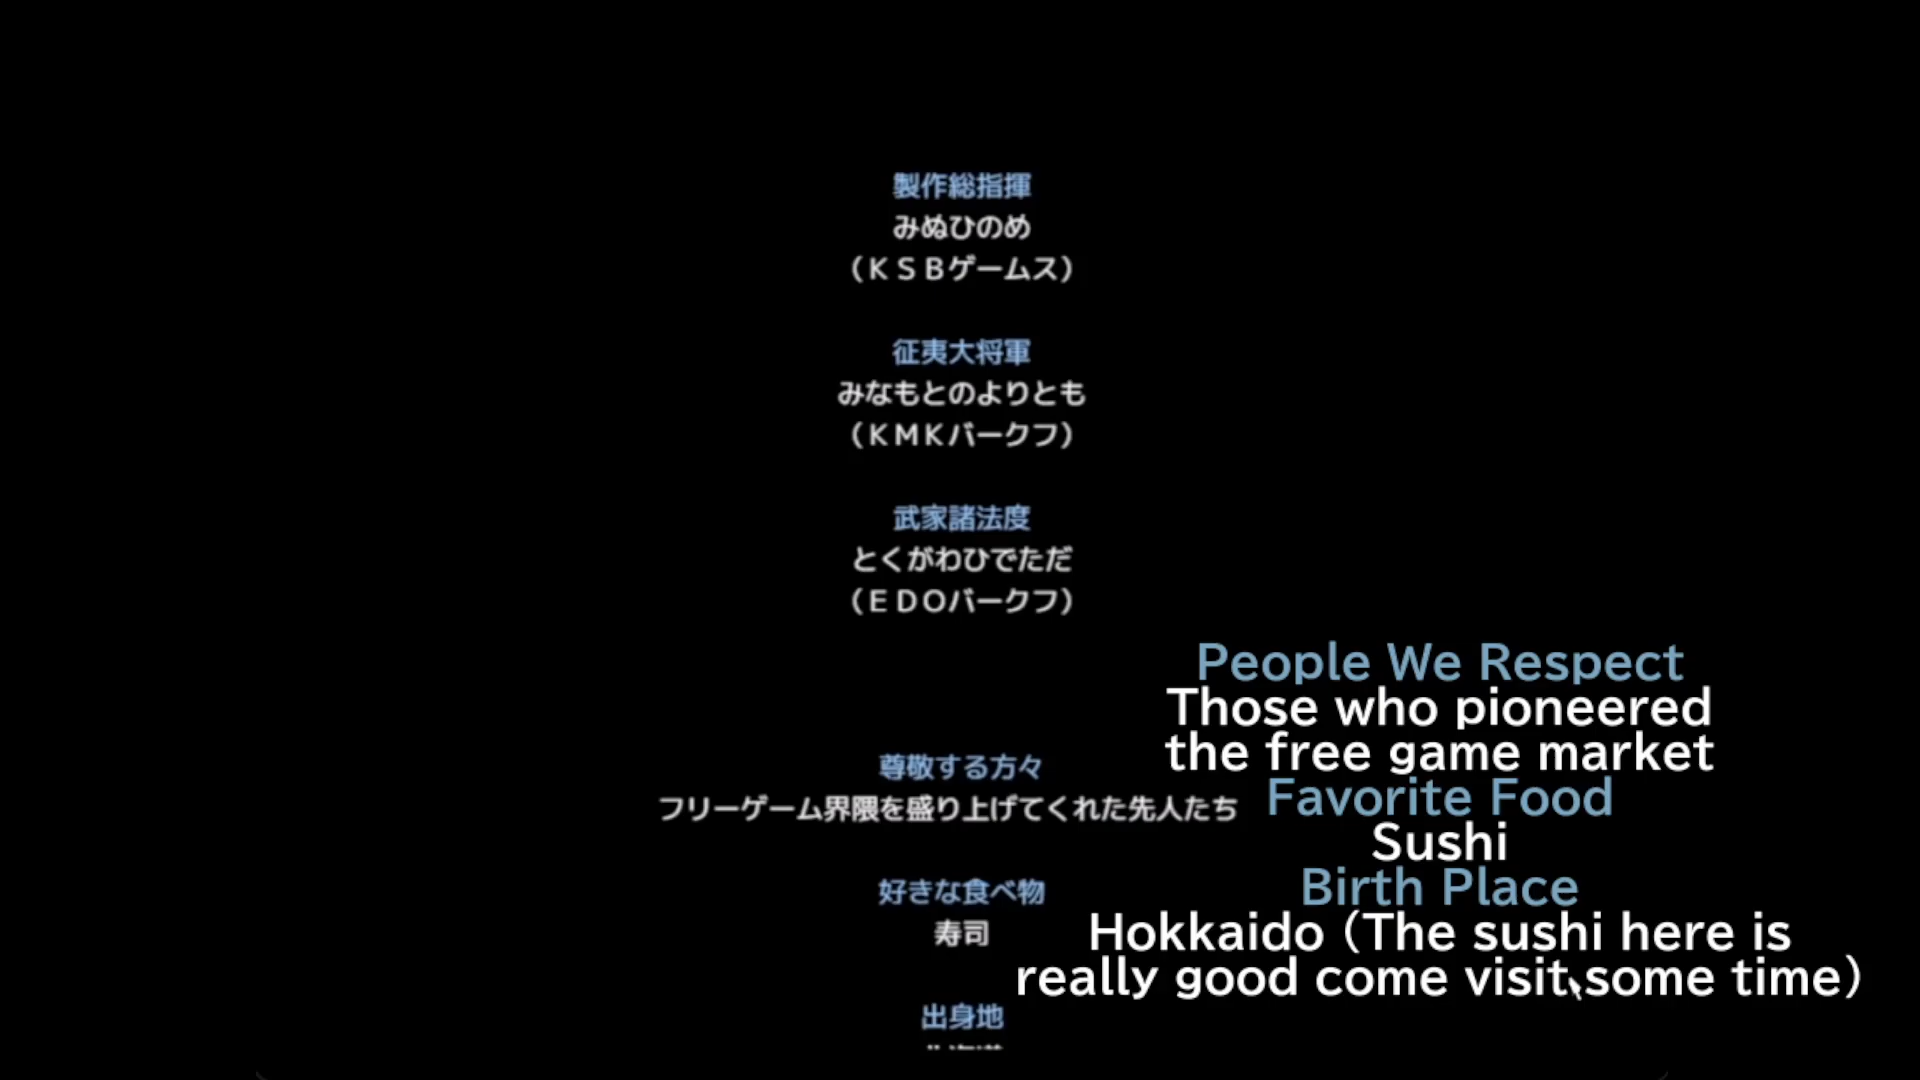 製作総指揮
みぬひのめ
（ＫＳＢゲームス）
征夷大将軍
みなもとのよりとも
（ＫＭＫバークフ）
武家諸法度
とくがわひでただ
（ＥＤＯバークフ）
尊敬する方々
フリーゲーム界隈を盛り上げてくれた先人たち
好きな食べ物
寿司
出身地
People We Respect
Those who pioneered
the free game market
Favorite Food
Sushi
Birth Place
Hokkaido (The sushi here is
really good come visit some time)